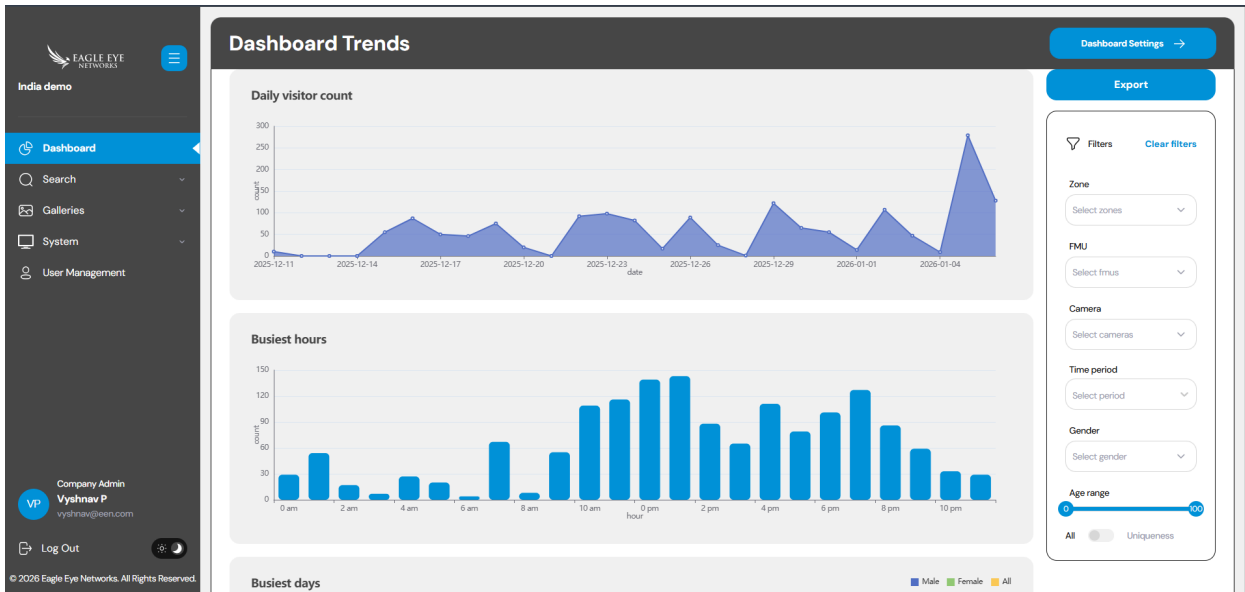 EAGLE EYE
NETWORKS
India demo
Dashboard
Search
Galleries
System
User Management
Company Admin
VP
Vyshnav P
vyshnav@een.com
Log Out
© 2026 Eagle Eye Networks. All Rights Reserved.
Dashboard Trends
Dashboard Settings →
Daily visitor count
300
250
200
150
100
50
0
count
2025-12-11 2025-12-14 2025-12-17 2025-12-20 2025-12-23 2025-12-26 2025-12-29 2026-01-01 2026-01-04
date
Busiest hours
150
120
90
60
30
0
count
0 am 2 am 4 am 6 am 8 am 10 am 0 pm 2 pm 4 pm 6 pm 8 pm 10 pm
hour
Busiest days
Male Female All
Export
Filters Clear filters
Zone
Select zones
FMU
Select fmus
Camera
Select cameras
Time period
Select period
Gender
Select gender
Age range
0 100
All Uniqueness